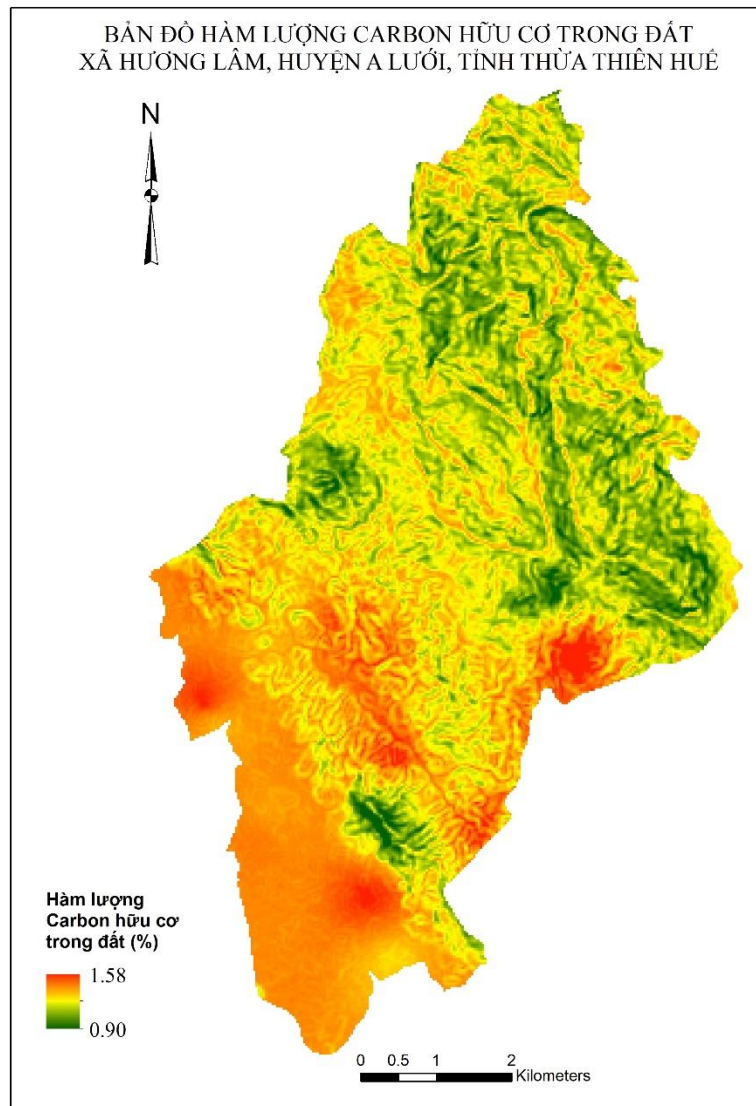 BẢN ĐỒ HÀM LƯỢNG CARBON HỮU CƠ TRONG ĐẤT
XÃ HƯƠNG LÂM, HUYỆN A LƯỚI, TỈNH THỪA THIÊN HUẾ
N
Hàm lượng
Carbon hữu cơ
trong đất (%)
1.58
0.90
0 0.5 1 2
Kilometers